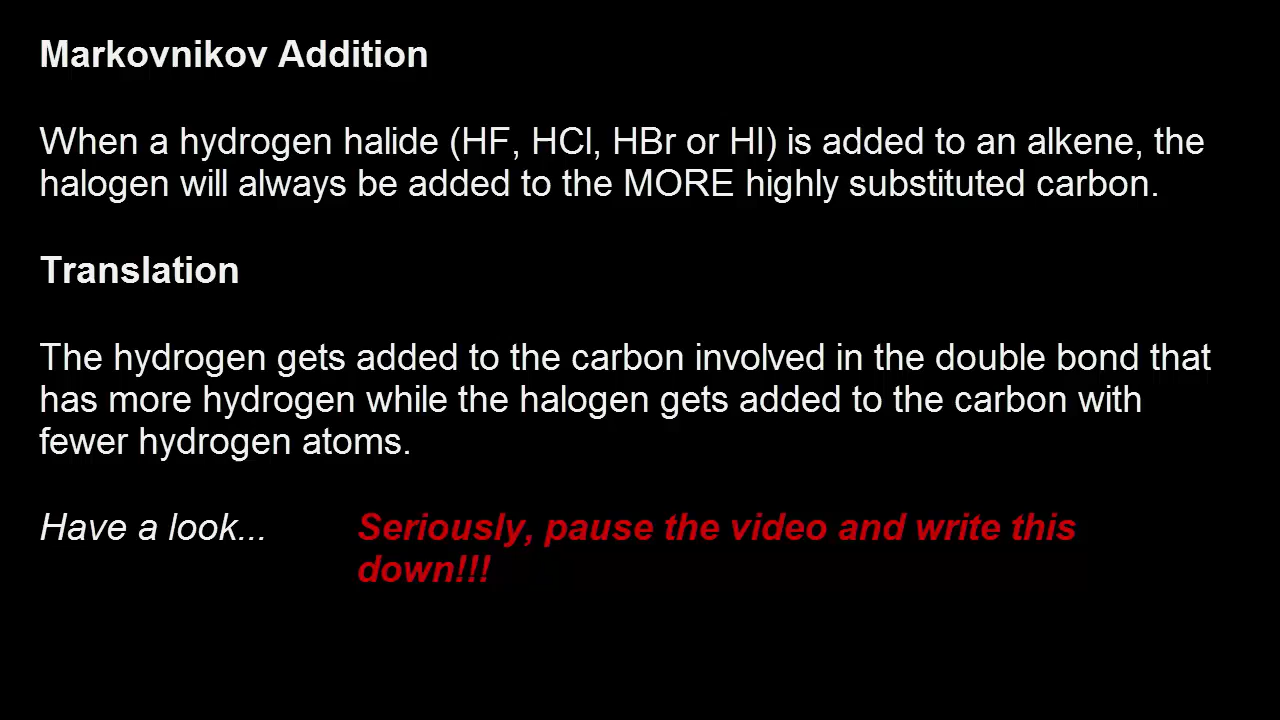 Markovnikov Addition
When a hydrogen halide (HF, HCl, HBr or HI) is added to an alkene, the
halogen will always be added to the MORE highly substituted carbon.
Translation
The hydrogen gets added to the carbon involved in the double bond that
has more hydrogen while the halogen gets added to the carbon with
fewer hydrogen atoms.
Have a look...
Seriously, pause the video and write this
down!!!